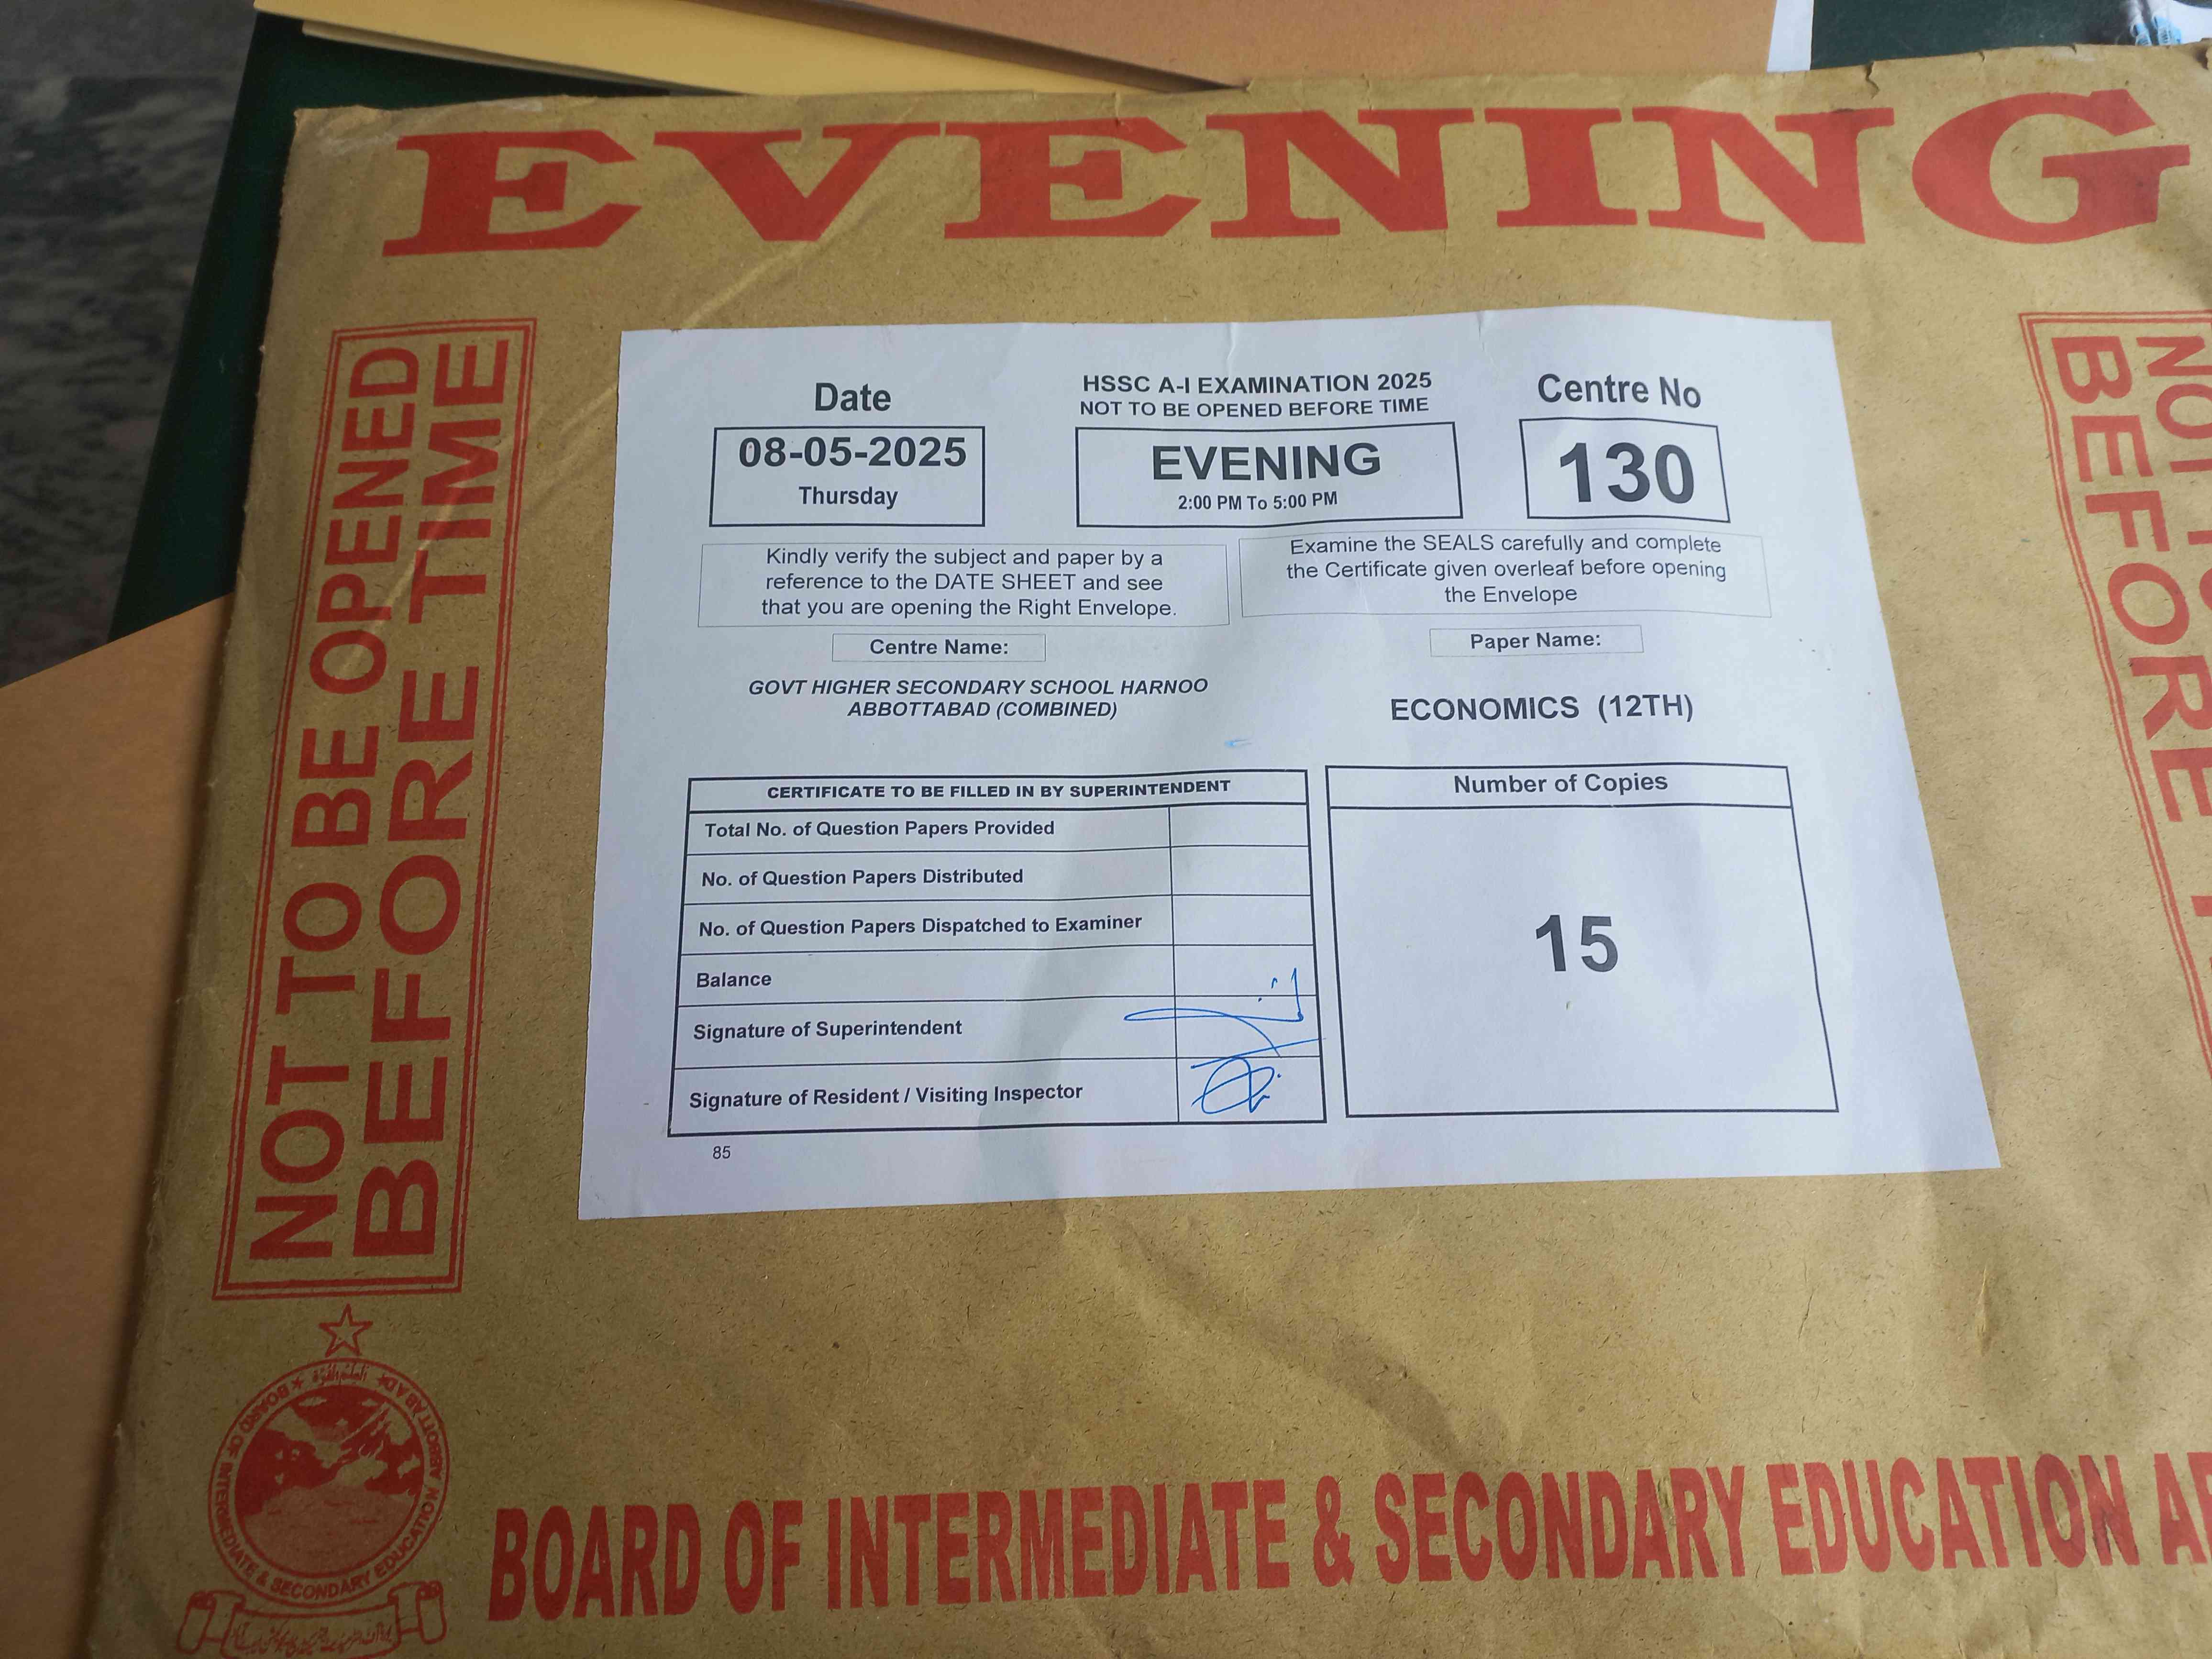 EVENING
NOT TO BE OPENED
BEFORE TIME
Date
08-05-2025
Thursday
HSSC A-I EXAMINATION 2025
NOT TO BE OPENED BEFORE TIME
EVENING
2:00 PM To 5:00 PM
Centre No
130
Kindly verify the subject and paper by a
reference to the DATE SHEET and see
that you are opening the Right Envelope.
Examine the SEALS carefully and complete
the Certificate given overleaf before opening
the Envelope
Centre Name:
GOVT HIGHER SECONDARY SCHOOL HARNOO
ABBOTTABAD (COMBINED)
Paper Name:
ECONOMICS (12TH)
CERTIFICATE TO BE FILLED IN BY SUPERINTENDENT
Total No. of Question Papers Provided
No. of Question Papers Distributed
No. of Question Papers Dispatched to Examiner
Balance
Signature of Superintendent
Signature of Resident / Visiting Inspector
Number of Copies
15
85
NOT
BEFORE
BOARD OF INTERMEDIATE & SECONDARY EDUCATION ABBOTTABAD
BOARD OF INTERMEDIATE & SECONDARY EDUCATION